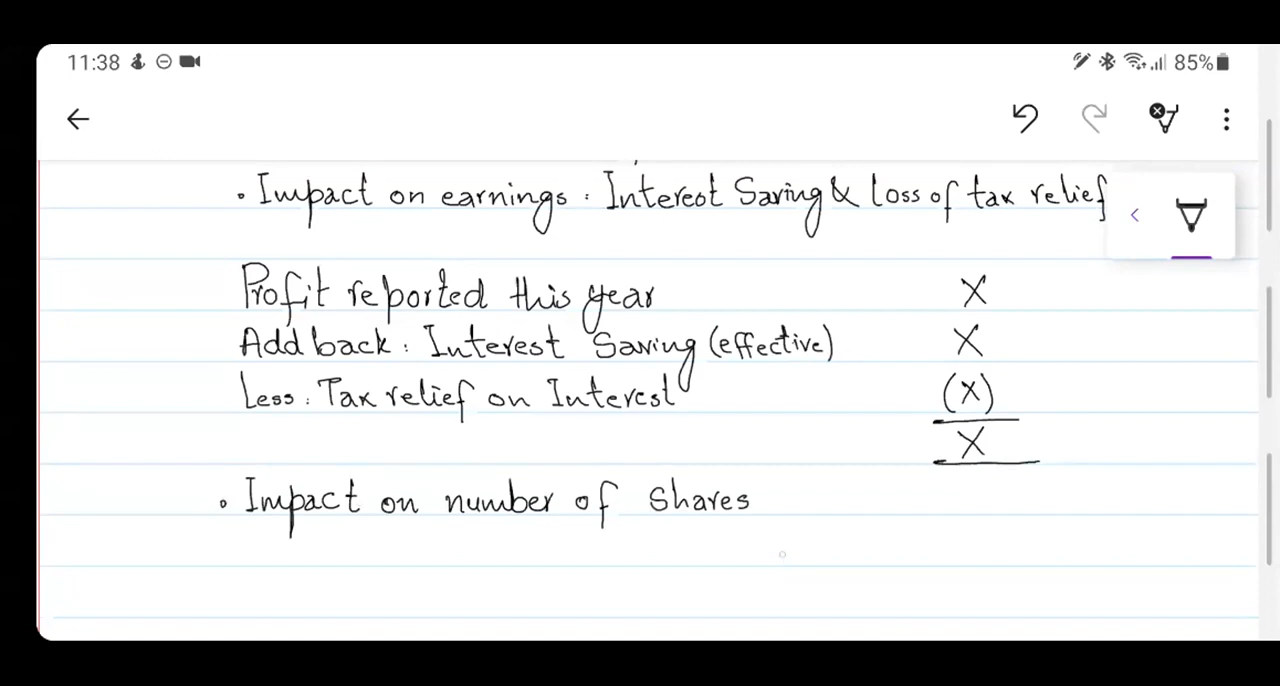 11:38 85%
• Impact on earnings : Interest Saving & Loss of tax relief
Profit reported this year X
Add back : Interest Saving (effective) X
Less : Tax relief on Interest (X)
X
• Impact on number of Shares